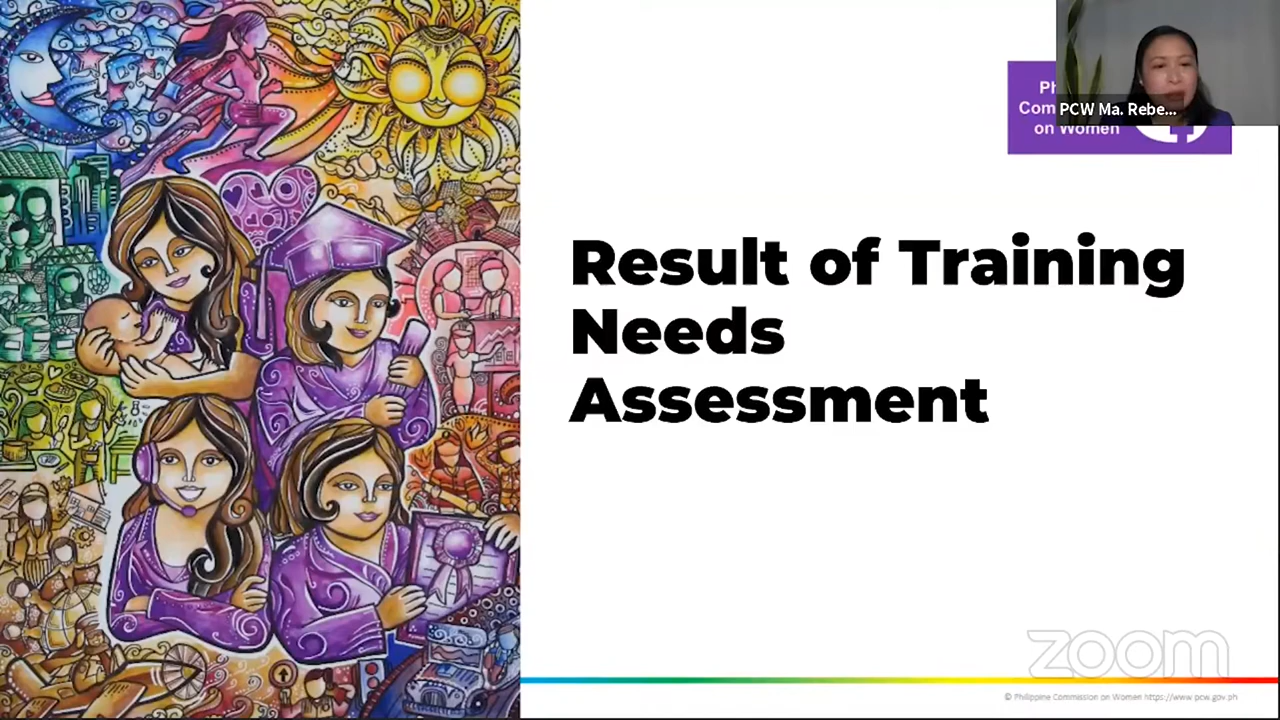 Com
on Women
PCW Ma. Rebe...
Result of Training
Needs
Assessment
zoom
© Philippine Commission on Women https://www.pcw.gov.ph